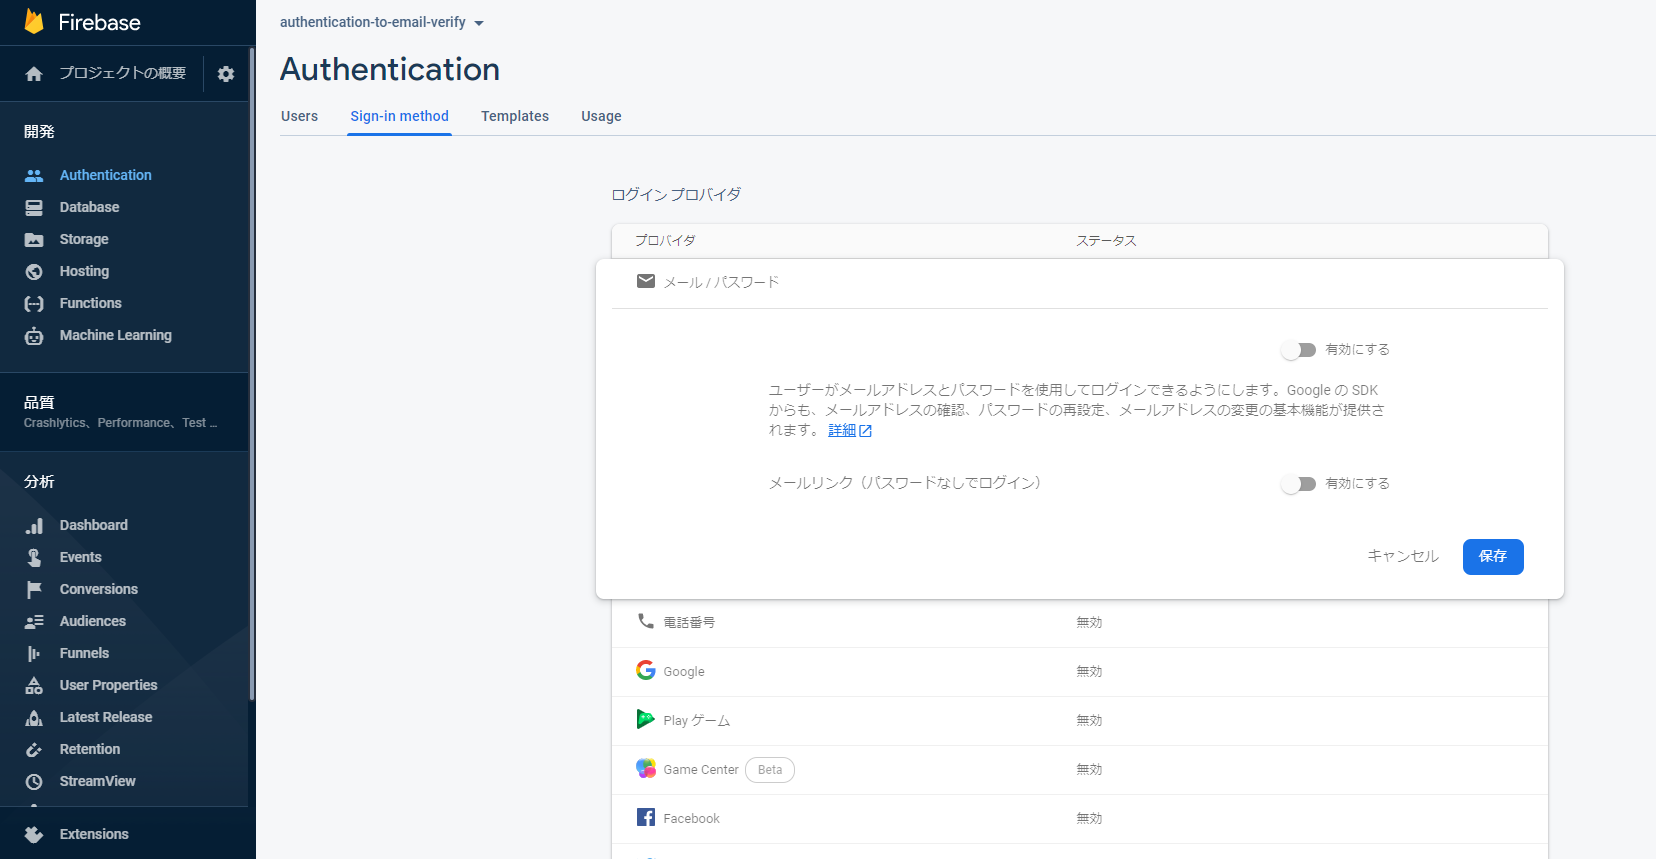 Firebase
プロジェクトの概要
開発
Authentication
Database
Storage
Hosting
Functions
Machine Learning
品質
Crashlytics、Performance、Test ...
分析
Dashboard
Events
Conversions
Audiences
Funnels
User Properties
Latest Release
Retention
StreamView
Extensions
authentication-to-email-verify
Authentication
Users Sign-in method Templates Usage
ログイン プロバイダ
プロバイダ ステータス
メール / パスワード
有効にする
ユーザーがメールアドレスとパスワードを使用してログインできるようにします。Google の SDK
からも、メールアドレスの確認、パスワードの再設定、メールアドレスの変更の基本機能が提供さ
れます。 詳細
メールリンク（パスワードなしでログイン） 有効にする
キャンセル 保存
電話番号 無効
Google 無効
Play ゲーム 無効
Game Center Beta 無効
Facebook 無効